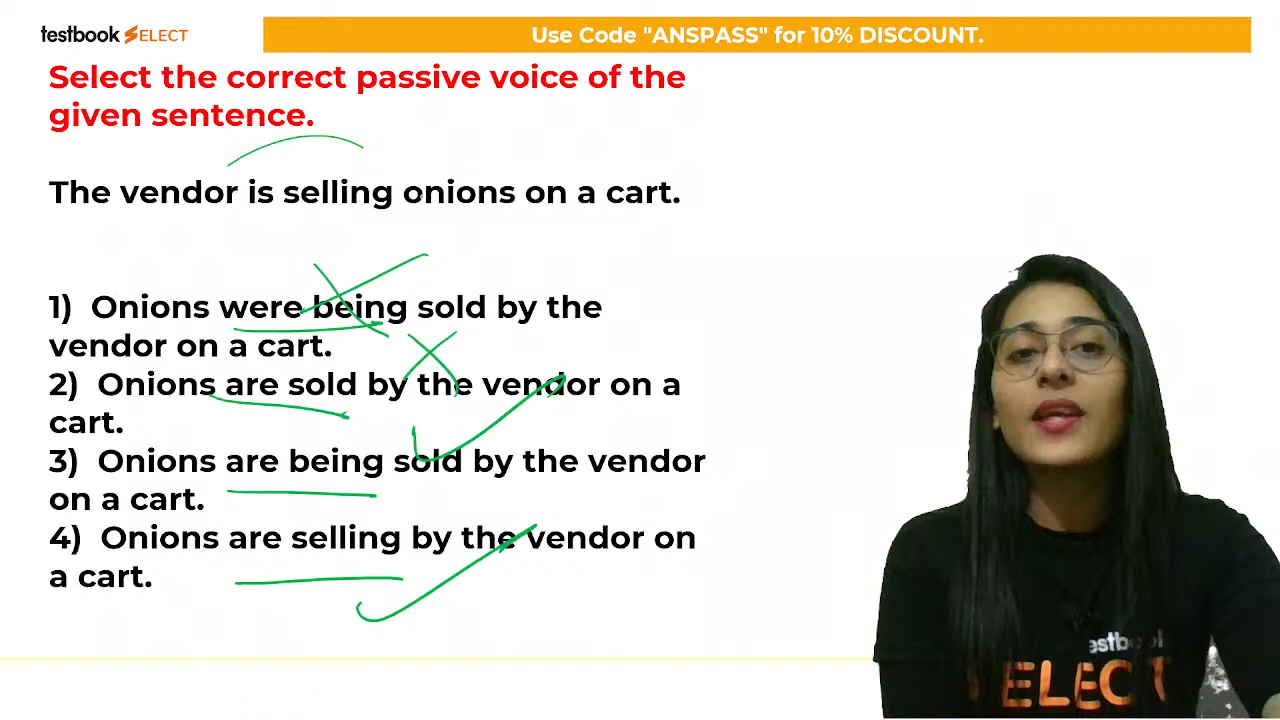 testbook SELECT
Use Code "ANSPASS" for 10% DISCOUNT.
Select the correct passive voice of the
given sentence.
The vendor is selling onions on a cart.
1) Onions were being sold by the
vendor on a cart.
2) Onions are sold by the vendor on a
cart.
3) Onions are being sold by the vendor
on a cart.
4) Onions are selling by the vendor on
a cart.
estb
ELECT